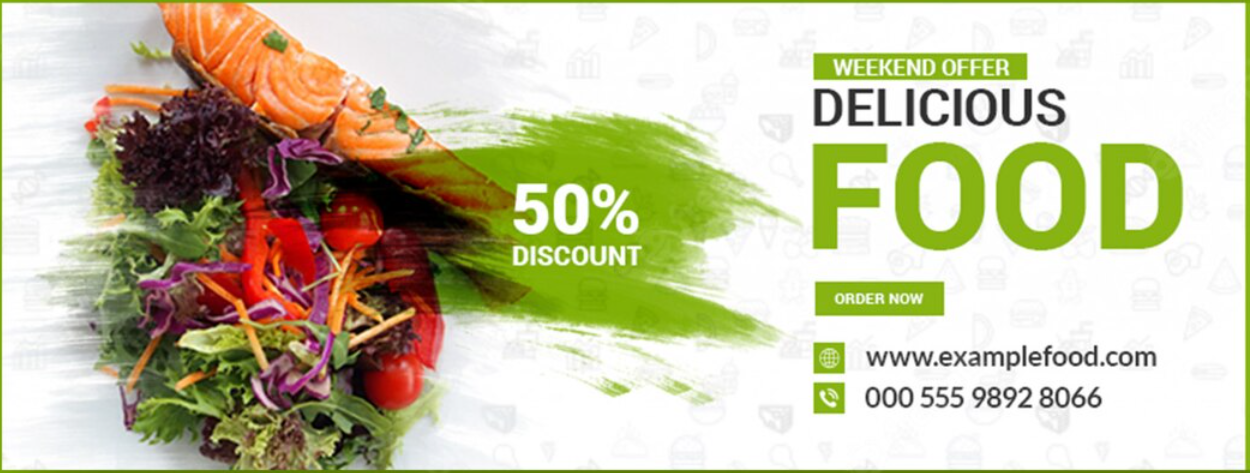 50%
DISCOUNT
WEEKEND OFFER
DELICIOUS
FOOD
ORDER NOW
www.examplefood.com
000 555 9892 8066